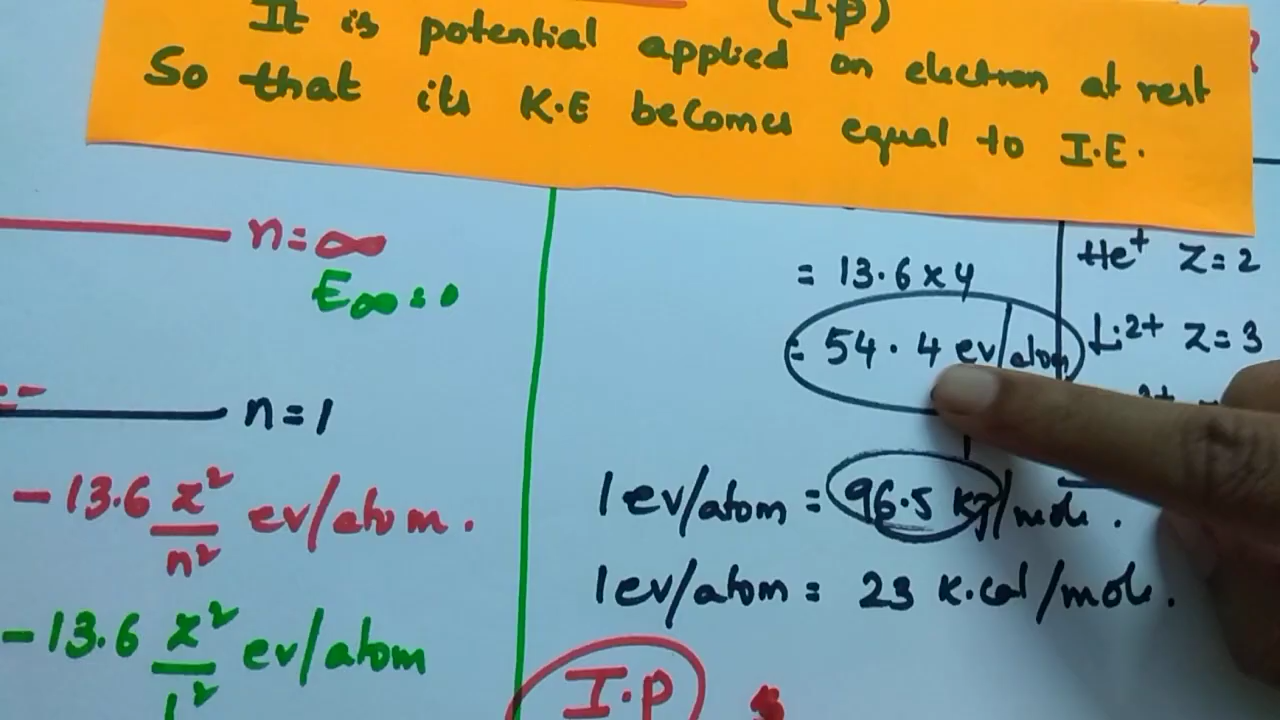 (I.P)
It is potential applied on electron at rest
So that its K.E becomes equal to I.E.
n=∞
E∞=0
n=1
-13.6 z²/n² ev/atom.
-13.6 z²/1² ev/atom
= 13.6 x 4
= 54.4 ev/atom
1 ev/atom = 96.5 kJ/mole.
1 ev/atom = 23 K.cal/mole.
I.P
He⁺ Z=2
Li²⁺ Z=3